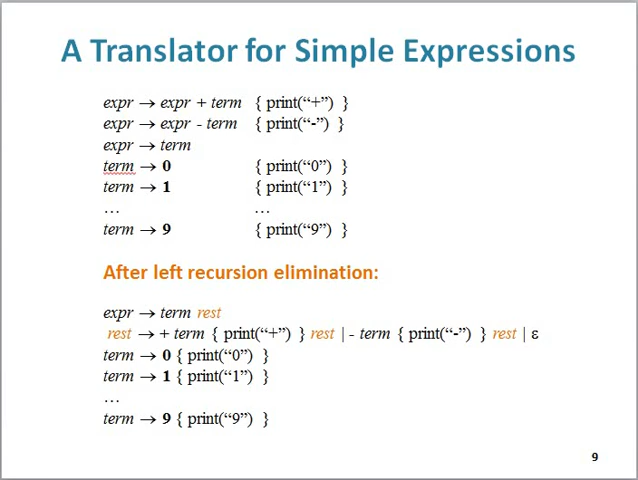 A Translator for Simple Expressions
expr → expr + term { print(“+”) }
expr → expr - term { print(“-”) }
expr → term
term → 0 { print(“0”) }
term → 1 { print(“1”) }
… …
term → 9 { print(“9”) }
After left recursion elimination:
expr → term rest
rest → + term { print(“+”) } rest | - term { print(“-”) } rest | ε
term → 0 { print(“0”) }
term → 1 { print(“1”) }
…
term → 9 { print(“9”) }
9